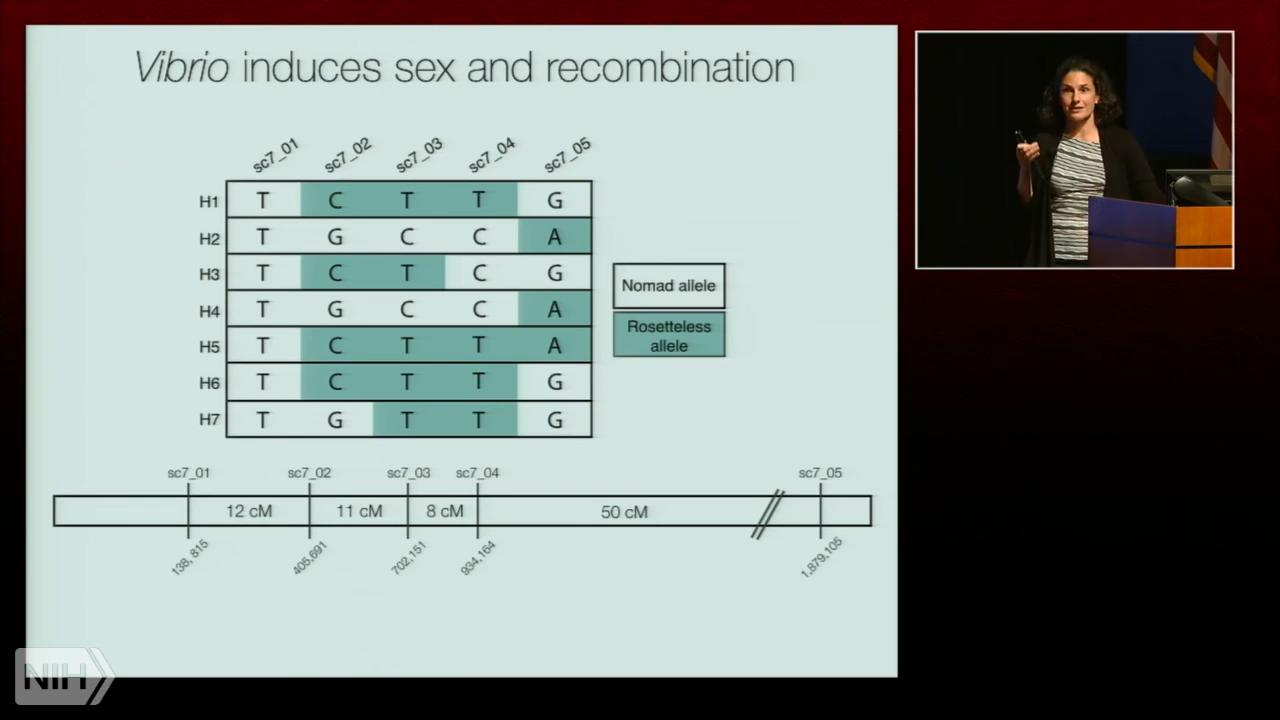 Vibrio induces sex and recombination
sc7_01 sc7_02 sc7_03 sc7_04 sc7_05
H1 T C T T G
H2 T G C C A
H3 T C T C G
H4 T G C C A
H5 T C T T A
H6 T C T T G
H7 T G T T G
Nomad allele
Rosetteless
allele
sc7_01 sc7_02 sc7_03 sc7_04 sc7_05
12 cM 11 cM 8 cM 50 cM
138, 815 405,691 702,151 934,164 1,879,105
NIH